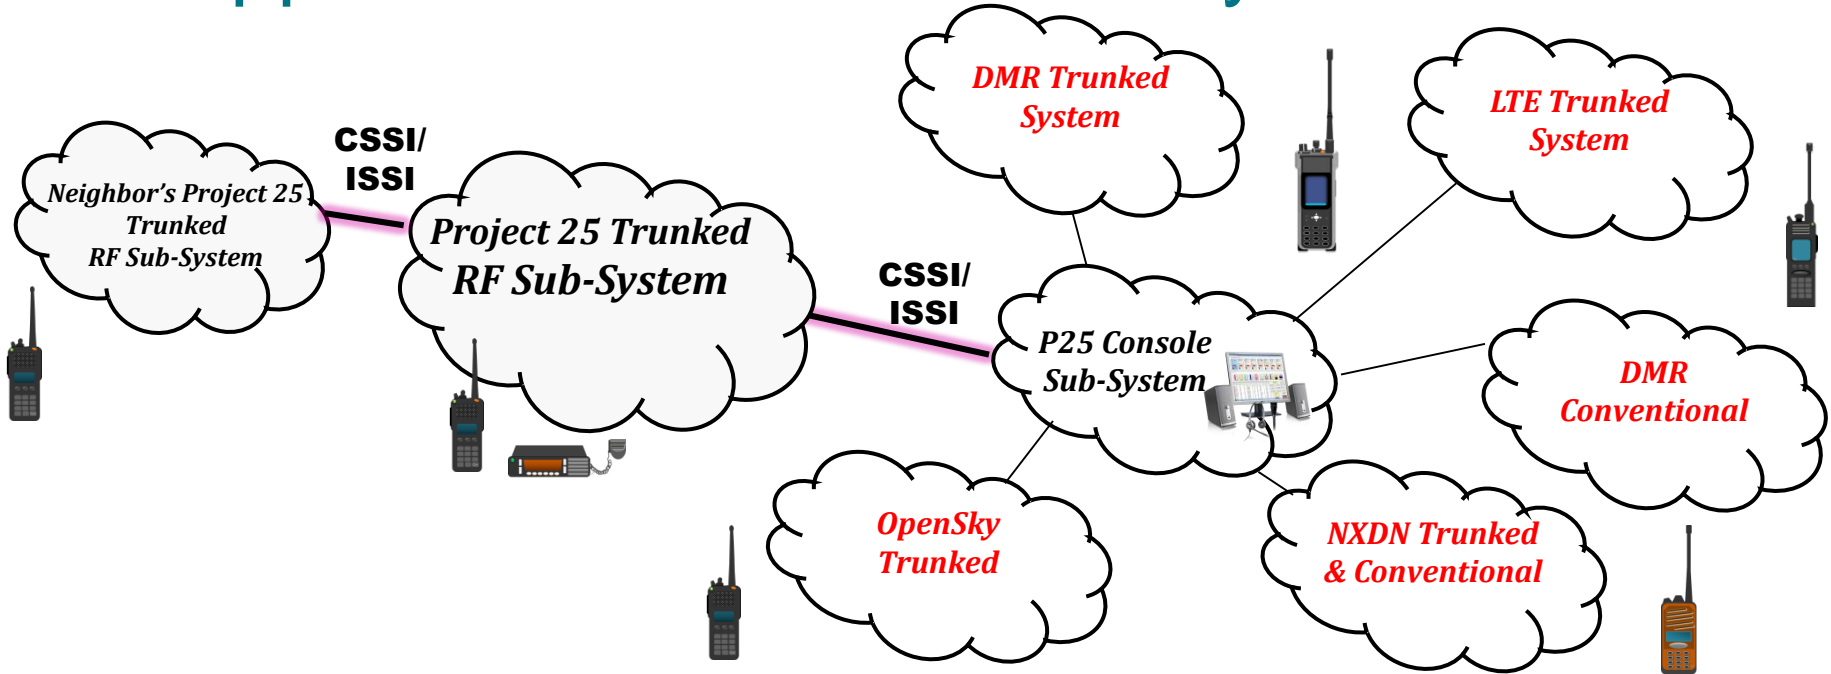 DMR Trunked
System
LTE Trunked
System
CSSI/
ISSI
Neighbor's Project 25
Trunked
RF Sub-System
Project 25 Trunked
RF Sub-System
CSSI/
ISSI
P25 Console
Sub-System
DMR
Conventional
OpenSky
Trunked
NXDN Trunked
& Conventional